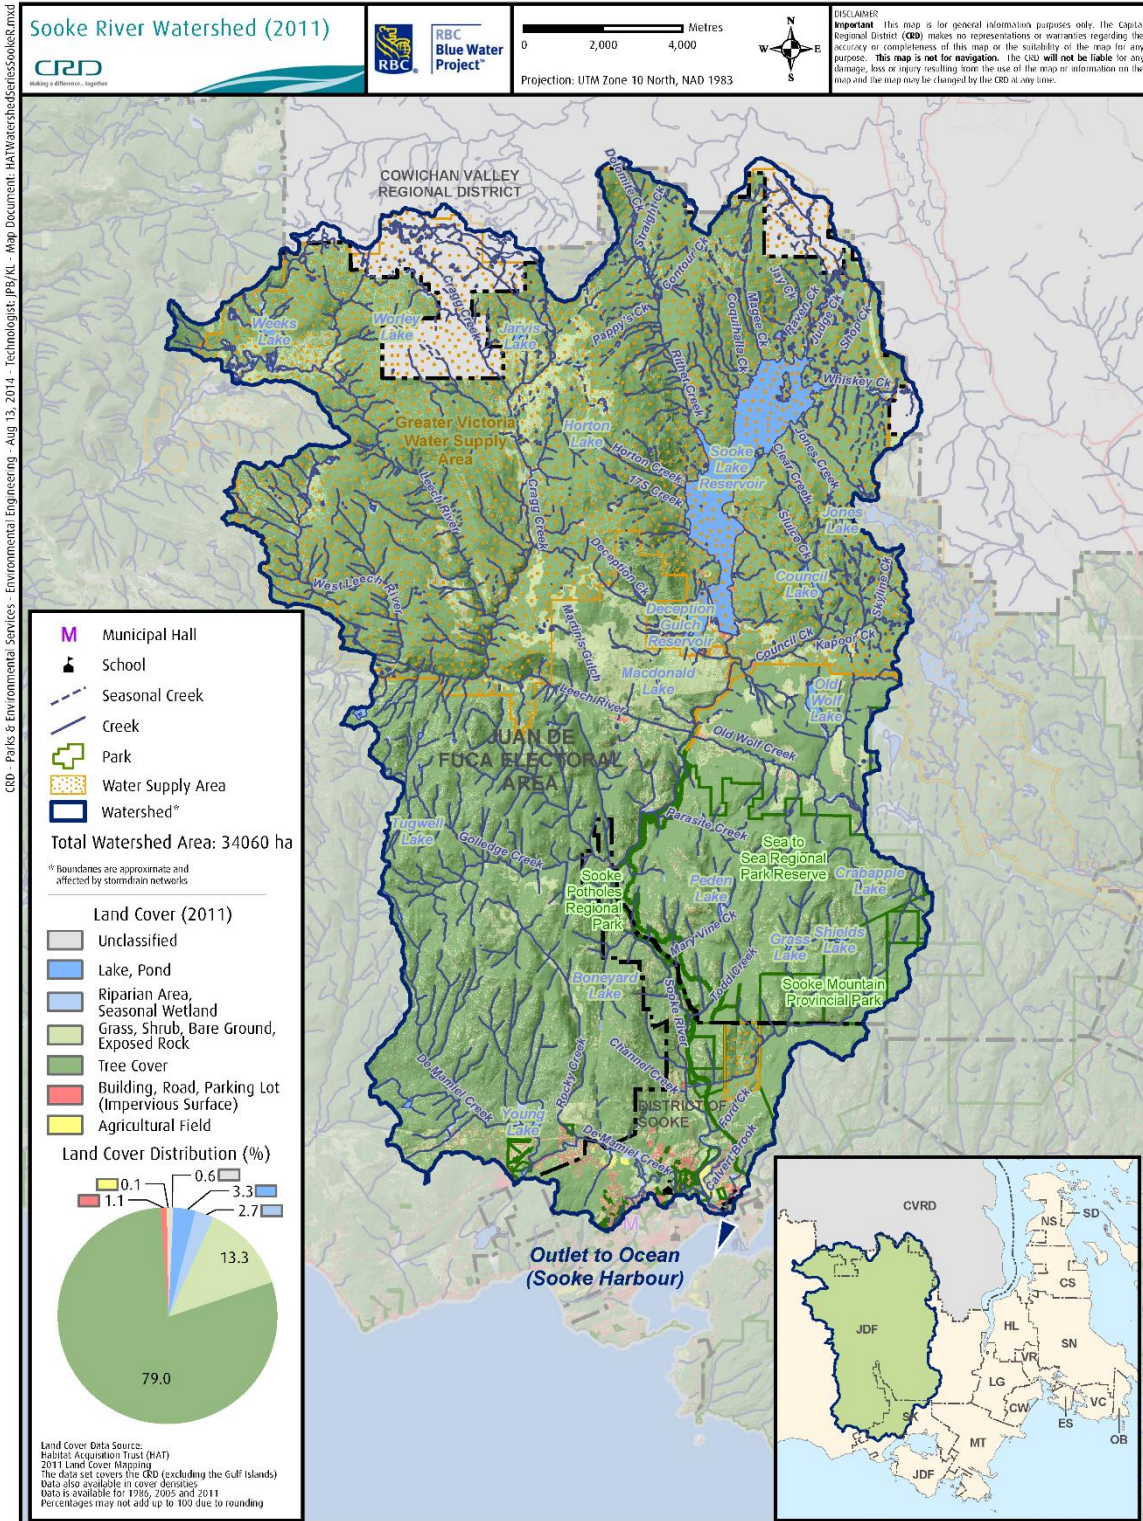 Sooke River Watershed (2011)
CRD
Making a difference...together
RBC
RBC
Blue Water
Project™
Metres
0 2,000 4,000
Projection: UTM Zone 10 North, NAD 1983
N
W E
S
DISCLAIMER
Important This map is for general information purposes only. The Capital
Regional District (CRD) makes no representations or warranties regarding the
accuracy or completeness of this map or the suitability of the map for any
purpose. This map is not for navigation. The CRD will not be liable for any
damage, loss or injury resulting from the use of the map or information on the
map and the map may be changed by the CRD at any time.
CRD - Parks & Environmental Services - Environmental Engineering - Aug 13, 2014 - Technologist: JPB/KL - Map Document: HATWatershedSeriesSookeR.mxd
COWICHAN VALLEY
REGIONAL DISTRICT
Dolomite Ck
Straight Ck
Contour Ck
Pappy's Ck
Rithet Creek
Coquihalla Ck
Magee Ck
Jay Ck
Raven Ck
Judge Ck
Shop Ck
Whiskey Ck
Weeks
Lake
Worley
Lake
Cragg Creek
Jarvis
Lake
Greater Victoria
Water Supply
Area
Horton
Lake
Horton Creek
17S Creek
Sooke
Lake
Reservoir
Clear Creek
Jones Creek
Jones
Lake
Sluice Ck
Leech River
Cragg Creek
Deception Ck
West Leech River
Council
Lake
Skyline Ck
Deception
Gulch
Reservoir
Council Ck
Kapoor Ck
Martin's Gulch
Macdonald
Lake
Leech River
Old
Wolf
Lake
Old Wolf Creek
JUAN DE
FUCA ELECTORAL
AREA
Parasite Creek
Tugwell
Lake
Golledge Creek
Sea to
Sea Regional
Park Reserve
Sooke
Potholes
Regional
Park
Peden
Lake
Crabapple
Lake
Mary Vine Ck
Grass
Lake
Shields
Lake
Boneyard
Lake
Todd Creek
Sooke River
Sooke Mountain
Provincial Park
De Mamiel Creek
Rocky Creek
Channel Creek
DISTRICT OF
SOOKE
Ford Ck
Young
Lake
De Mamiel Creek
Calvert Brook
M
Outlet to Ocean
(Sooke Harbour)
M Municipal Hall
School
Seasonal Creek
Creek
Park
Water Supply Area
Watershed*
Total Watershed Area: 34060 ha
* Boundaries are approximate and
affected by stormdrain networks
Land Cover (2011)
Unclassified
Lake, Pond
Riparian Area,
Seasonal Wetland
Grass, Shrub, Bare Ground,
Exposed Rock
Tree Cover
Building, Road, Parking Lot
(Impervious Surface)
Agricultural Field
Land Cover Distribution (%)
0.1
0.6
1.1
3.3
2.7
13.3
79.0
Land Cover Data Source:
Habitat Acquisition Trust (HAT)
2011 Land Cover Mapping
The data set covers the CRD (excluding the Gulf Islands)
Data also available in cover densities
Data is available for 1986, 2005 and 2011
Percentages may not add up to 100 due to rounding
CVRD
NS
SD
CS
JDF
HL
SN
VR
LG
CW
VC
ES
OB
SK
MT
JDF